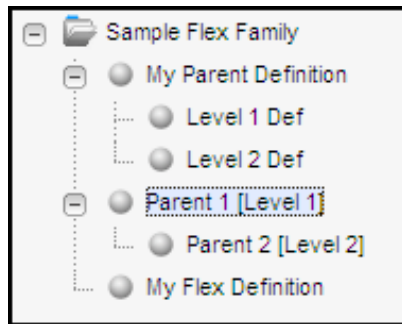 Sample Flex Family
My Parent Definition
Level 1 Def
Level 2 Def
Parent 1 [Level 1]
Parent 2 [Level 2]
My Flex Definition